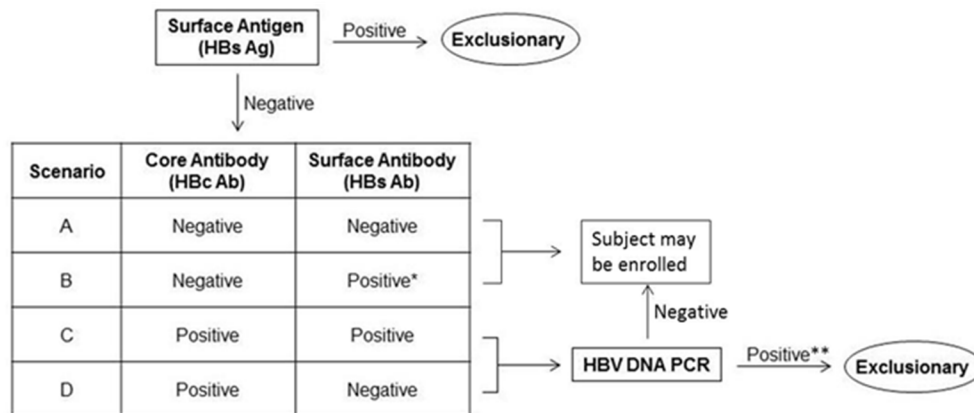 Surface Antigen
(HBs Ag)
Positive
Exclusionary
Negative
Scenario
Core Antibody
(HBc Ab)
Surface Antibody
(HBs Ab)
A
Negative
Negative
B
Negative
Positive*
C
Positive
Positive
D
Positive
Negative
Subject may
be enrolled
Negative
HBV DNA PCR
Positive**
Exclusionary